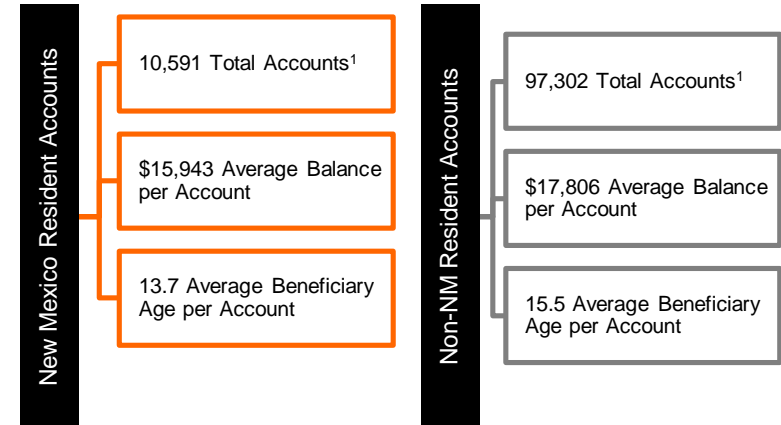 New Mexico Resident Accounts
10,591 Total Accounts¹
$15,943 Average Balance
per Account
13.7 Average Beneficiary
Age per Account
Non-NM Resident Accounts
97,302 Total Accounts¹
$17,806 Average Balance
per Account
15.5 Average Beneficiary
Age per Account